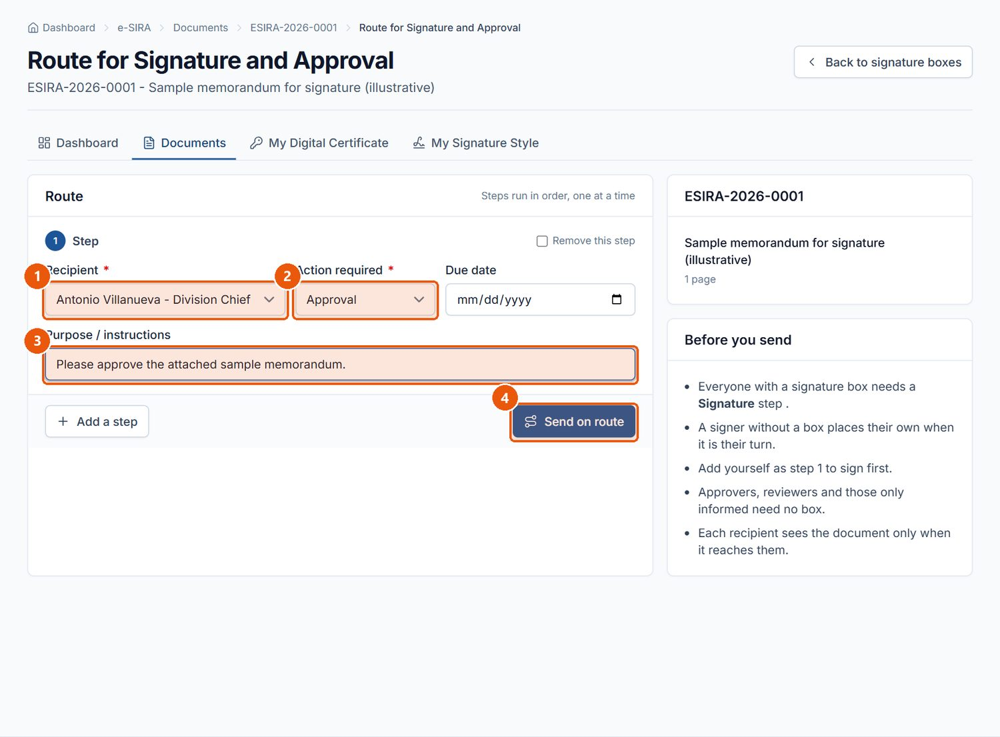 Dashboard > e-SIRA > Documents > ESIRA-2026-0001 > Route for Signature and Approval
Route for Signature and Approval
ESIRA-2026-0001 - Sample memorandum for signature (illustrative)
Back to signature boxes
Dashboard
Documents
My Digital Certificate
My Signature Style
Route
Steps run in order, one at a time
1 Step
Remove this step
1
Recipient *
Antonio Villanueva - Division Chief
2
Action required *
Approval
Due date
mm/dd/yyyy
3
Purpose / instructions
Please approve the attached sample memorandum.
Add a step
4
Send on route
ESIRA-2026-0001
Sample memorandum for signature
(illustrative)
1 page
Before you send
• Everyone with a signature box needs a
Signature step .
• A signer without a box places their own when
it is their turn.
• Add yourself as step 1 to sign first.
• Approvers, reviewers and those only
informed need no box.
• Each recipient sees the document only when
it reaches them.